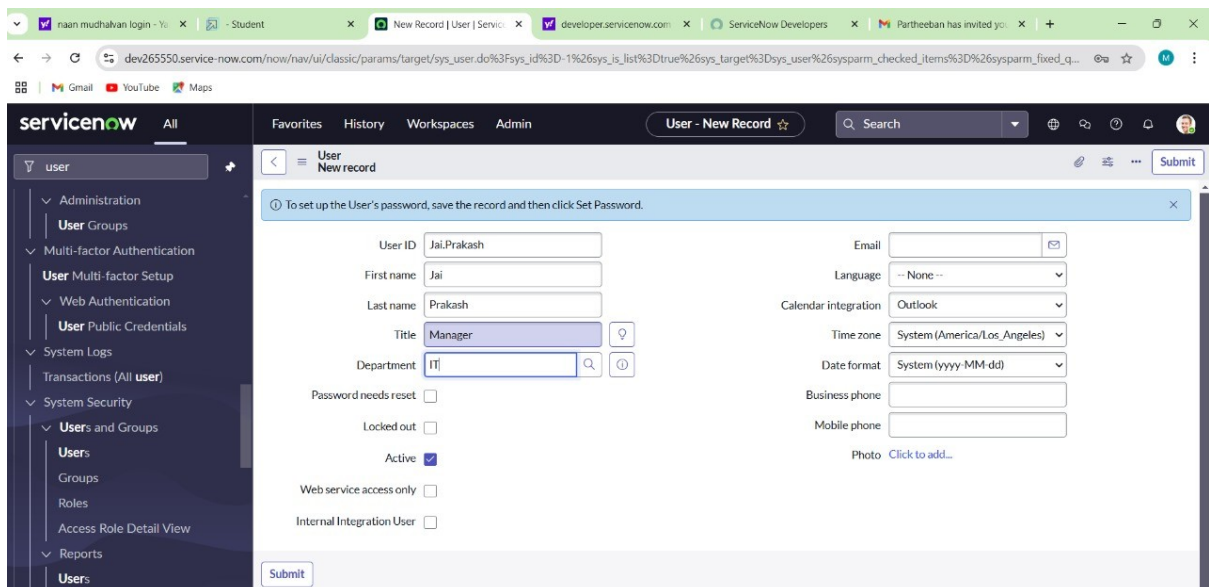 naan mudhalvan login - Ya
- Student
New Record | User | Servic
developer.servicenow.com
ServiceNow Developers
Partheeban has invited you
dev265550.service-now.com/now/nav/ui/classic/params/target/sys_user.do%3Fsys_id%3D-1%26sys_is_list%3Dtrue%26sys_target%3Dsys_user%26sysparm_checked_items%3D%26sysparm_fixed_q...
M
Gmail YouTube Maps
servicenow All Favorites History Workspaces Admin User - New Record Search
user
User
New record
Submit
Administration
User Groups
Multi-factor Authentication
User Multi-factor Setup
Web Authentication
User Public Credentials
System Logs
Transactions (All user)
System Security
Users and Groups
Users
Groups
Roles
Access Role Detail View
Reports
Users
To set up the User's password, save the record and then click Set Password.
User ID Jai.Prakash
First name Jai
Last name Prakash
Title Manager
Department IT
Password needs reset
Locked out
Active
Web service access only
Internal Integration User
Email
Language -- None --
Calendar integration Outlook
Time zone System (America/Los_Angeles)
Date format System (yyyy-MM-dd)
Business phone
Mobile phone
Photo Click to add...
Submit